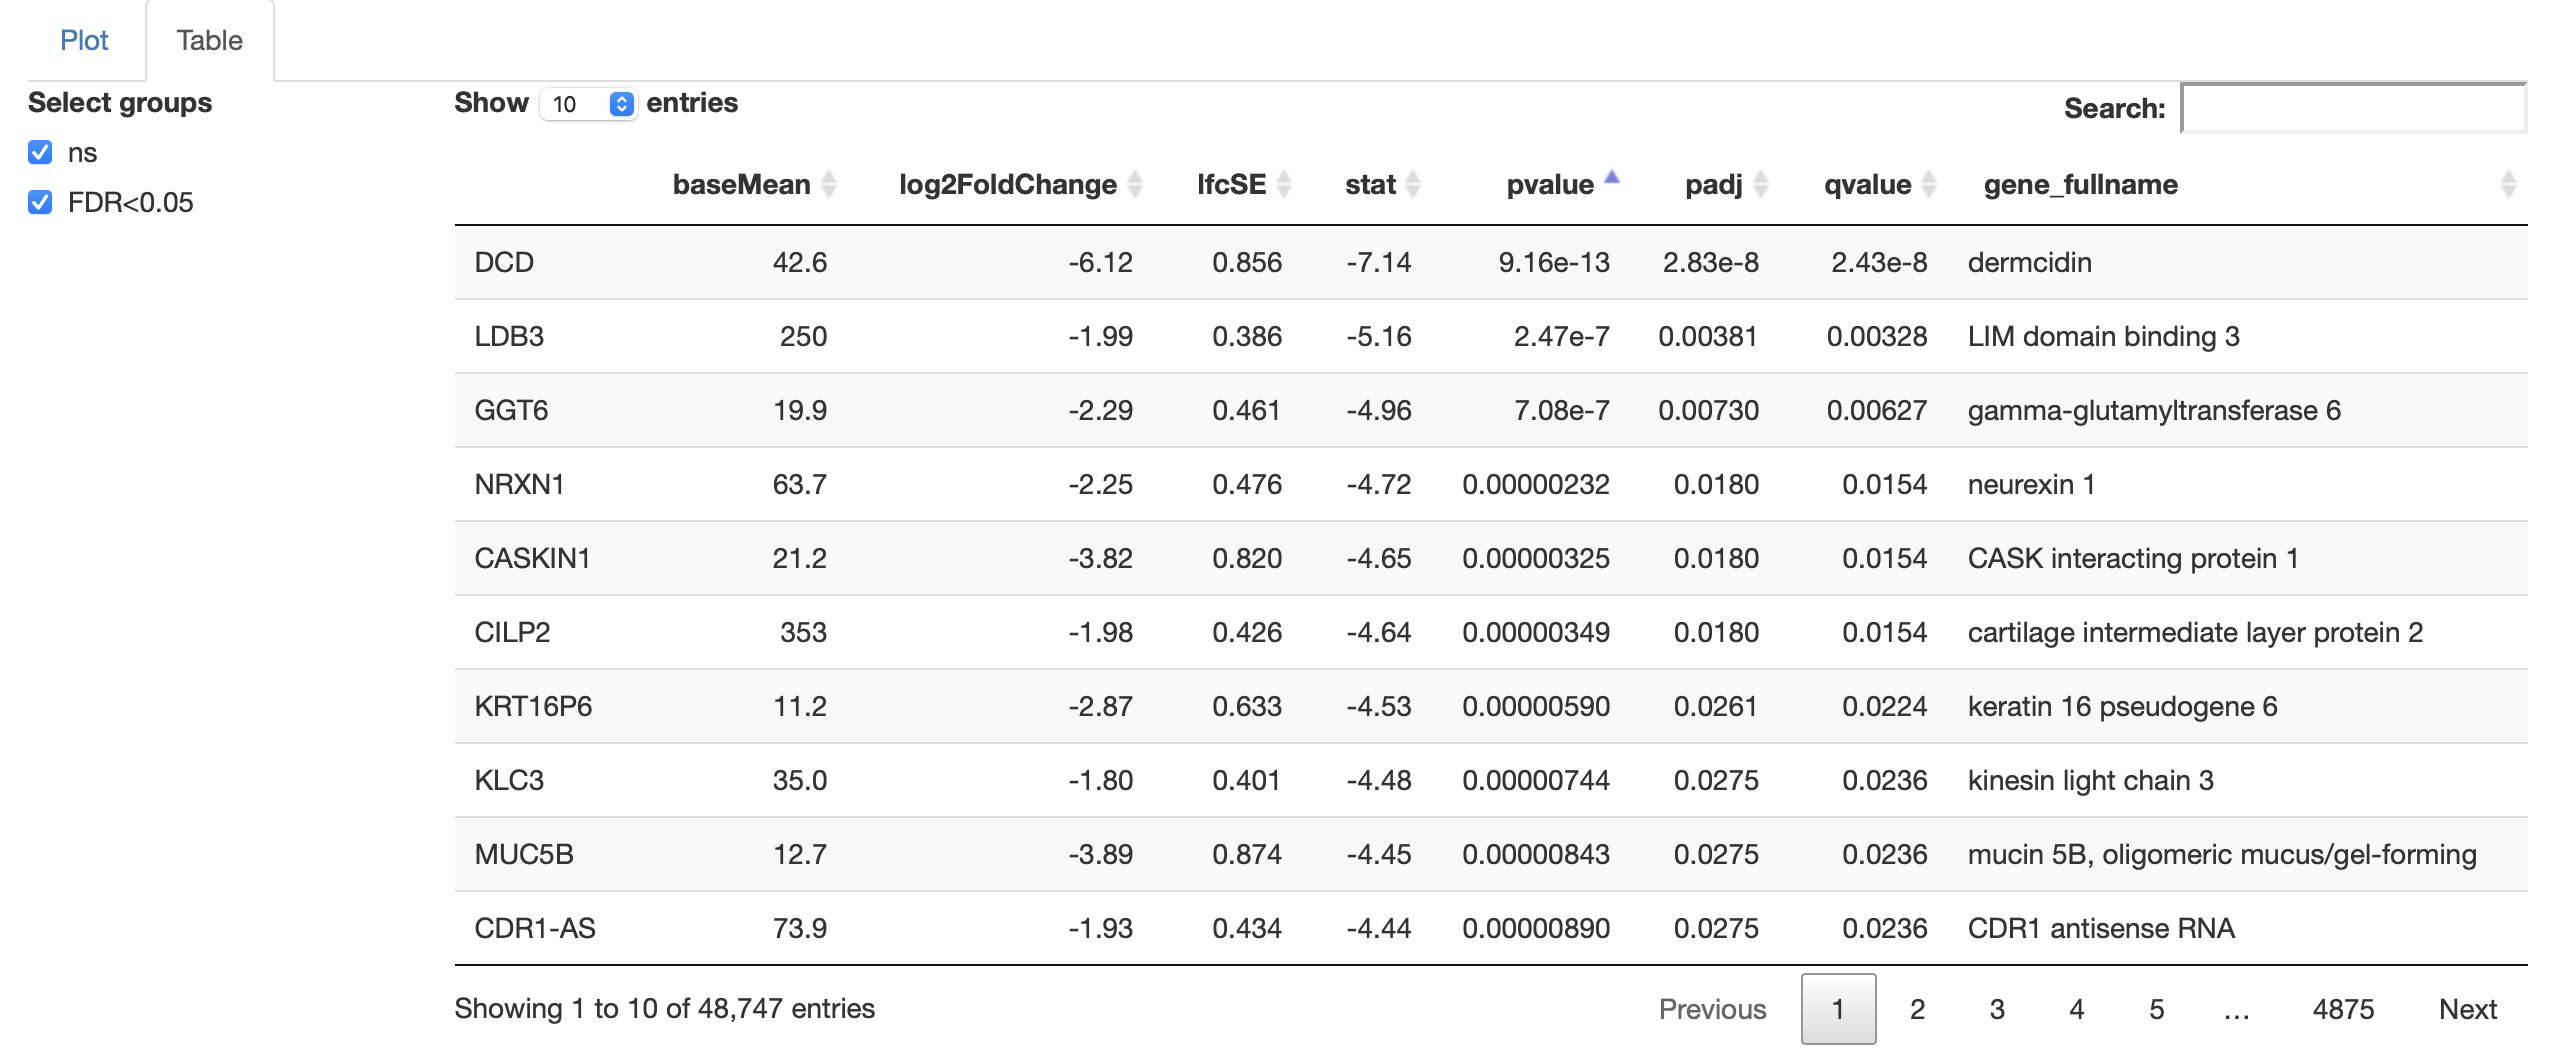 Plot Table
Select groups
ns
FDR<0.05
Show 10 entries
Search:
baseMean log2FoldChange lfcSE stat pvalue padj qvalue gene_fullname
DCD 42.6 -6.12 0.856 -7.14 9.16e-13 2.83e-8 2.43e-8 dermcidin
LDB3 250 -1.99 0.386 -5.16 2.47e-7 0.00381 0.00328 LIM domain binding 3
GGT6 19.9 -2.29 0.461 -4.96 7.08e-7 0.00730 0.00627 gamma-glutamyltransferase 6
NRXN1 63.7 -2.25 0.476 -4.72 0.00000232 0.0180 0.0154 neurexin 1
CASKIN1 21.2 -3.82 0.820 -4.65 0.00000325 0.0180 0.0154 CASK interacting protein 1
CILP2 353 -1.98 0.426 -4.64 0.00000349 0.0180 0.0154 cartilage intermediate layer protein 2
KRT16P6 11.2 -2.87 0.633 -4.53 0.00000590 0.0261 0.0224 keratin 16 pseudogene 6
KLC3 35.0 -1.80 0.401 -4.48 0.00000744 0.0275 0.0236 kinesin light chain 3
MUC5B 12.7 -3.89 0.874 -4.45 0.00000843 0.0275 0.0236 mucin 5B, oligomeric mucus/gel-forming
CDR1-AS 73.9 -1.93 0.434 -4.44 0.00000890 0.0275 0.0236 CDR1 antisense RNA
Showing 1 to 10 of 48,747 entries
Previous 1 2 3 4 5 … 4875 Next